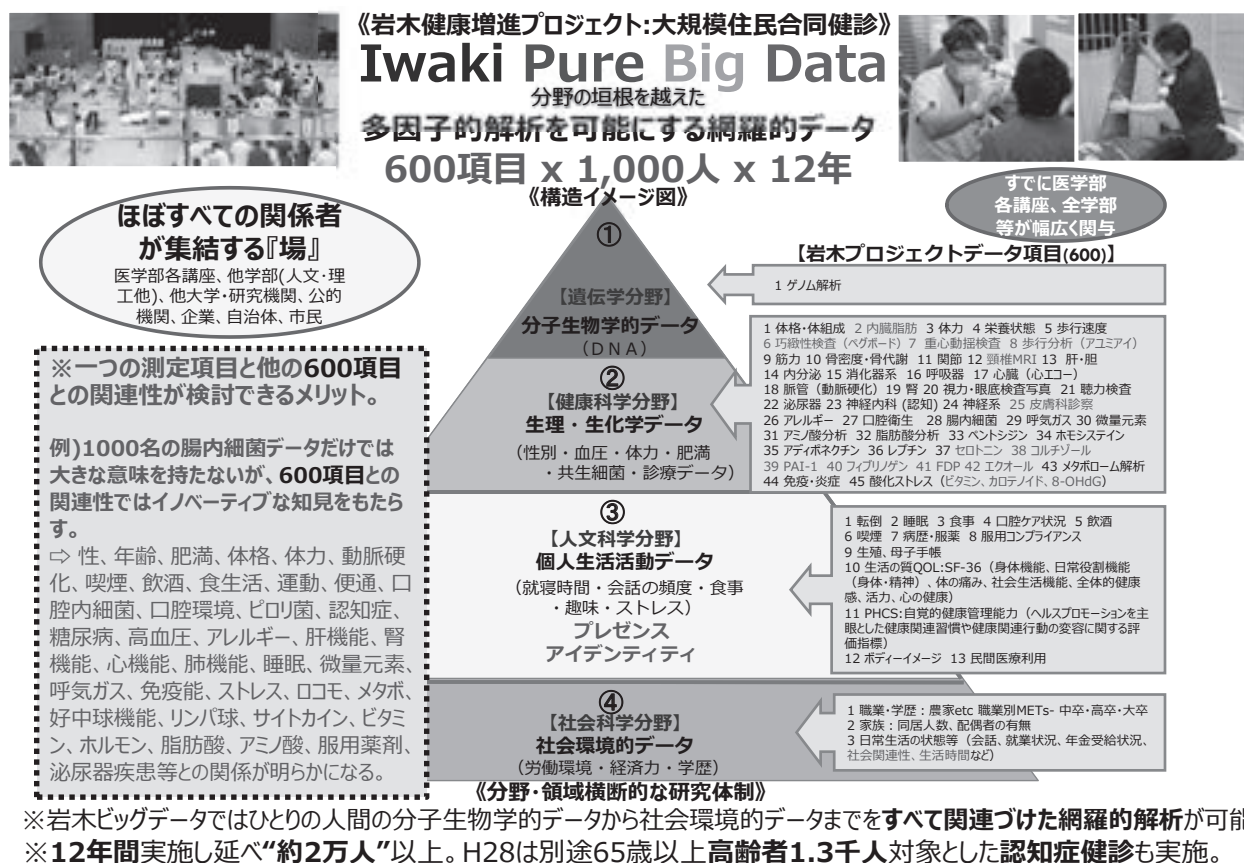 《岩木健康増進プロジェクト:大規模住民合同健診》
Iwaki Pure Big Data
分野の垣根を越えた
多因子的解析を可能にする網羅的データ
600項目 x 1,000人 x 12年
《構造イメージ図》
ほぼすべての関係者
が集結する『場』
医学部各講座、他学部(人文・理
工他)、他大学・研究機関、公的
機関、企業、自治体、市民
すでに医学部
各講座、全学部
等が幅広く関与
※一つの測定項目と他の600項目
との関連性が検討できるメリット。
例)1000名の腸内細菌データだけでは
大きな意味を持たないが、600項目との
関連性ではイノベーティブな知見をもたら
す。
⇨ 性、年齢、肥満、体格、体力、動脈硬
化、喫煙、飲酒、食生活、運動、便通、口
腔内細菌、口腔環境、ピロリ菌、認知症、
糖尿病、高血圧、アレルギー、肝機能、腎
機能、心機能、肺機能、睡眠、微量元素、
呼気ガス、免疫能、ストレス、ロコモ、メタボ、
好中球機能、リンパ球、サイトカイン、ビタミ
ン、ホルモン、脂肪酸、アミノ酸、服用薬剤、
泌尿器疾患等との関係が明らかになる。
①
【遺伝学分野】
分子生物学的データ
(DNA)
②
【健康科学分野】
生理・生化学データ
(性別・血圧・体力・肥満
・共生細菌・診療データ)
③
【人文科学分野】
個人生活活動データ
(就寝時間・会話の頻度・食事
・趣味・ストレス)
プレゼンス
アイデンティティ
④
【社会科学分野】
社会環境的データ
(労働環境・経済力・学歴)
《分野・領域横断的な研究体制》
【岩木プロジェクトデータ項目(600)】
1 ゲノム解析
1 体格・体組成 2 内臓脂肪 3 体力 4 栄養状態 5 歩行速度
6 巧緻性検査(ペグボード) 7 重心動揺検査 8 歩行分析(アユミアイ)
9 筋力 10 骨密度・骨代謝 11 関節 12 頸椎MRI 13 肝・胆
14 内分泌 15 消化器系 16 呼吸器 17 心臓(心エコー)
18 脈管(動脈硬化) 19 腎 20 視力・眼底検査写真 21 聴力検査
22 泌尿器 23 神経内科 (認知) 24 神経系 25 皮膚科診察
26 アレルギー 27 口腔衛生 28 腸内細菌 29 呼気ガス 30 微量元素
31 アミノ酸分析 32 脂肪酸分析 33 ペントシジン 34 ホモシステイン
35 アディポネクチン 36 レプチン 37 セロトニン 38 コルチゾール
39 PAI-1 40 フィブリノゲン 41 FDP 42 エクオール 43 メタボローム解析
44 免疫・炎症 45 酸化ストレス(ビタミン、カロテノイド、8-OHdG)
1 転倒 2 睡眠 3 食事 4 口腔ケア状況 5 飲酒
6 喫煙 7 病歴・服薬 8 服用コンプライアンス
9 生殖、母子手帳
10 生活の質QOL:SF-36(身体機能、日常役割機能
(身体・精神)、体の痛み、社会生活機能、全体的健康
感、活力、心の健康)
11 PHCS:自覚的健康管理能力(ヘルスプロモーションを主
眼とした健康関連習慣や健康関連行動の変容に関する評
価指標)
12 ボディーイメージ 13 民間医療利用
1 職業・学歴:農家etc 職業別METs- 中卒・高卒・大卒
2 家族:同居人数、配偶者の有無
3 日常生活の状態等(会話、就業状況、年金受給状況、
社会関連性、生活時間など)
※岩木ビッグデータではひとりの人間の分子生物学的データから社会環境的データまでをすべて関連づけた網羅的解析が可能
※12年間実施し延べ“約2万人”以上。H28は別途65歳以上高齢者1.3千人対象とした認知症健診も実施。